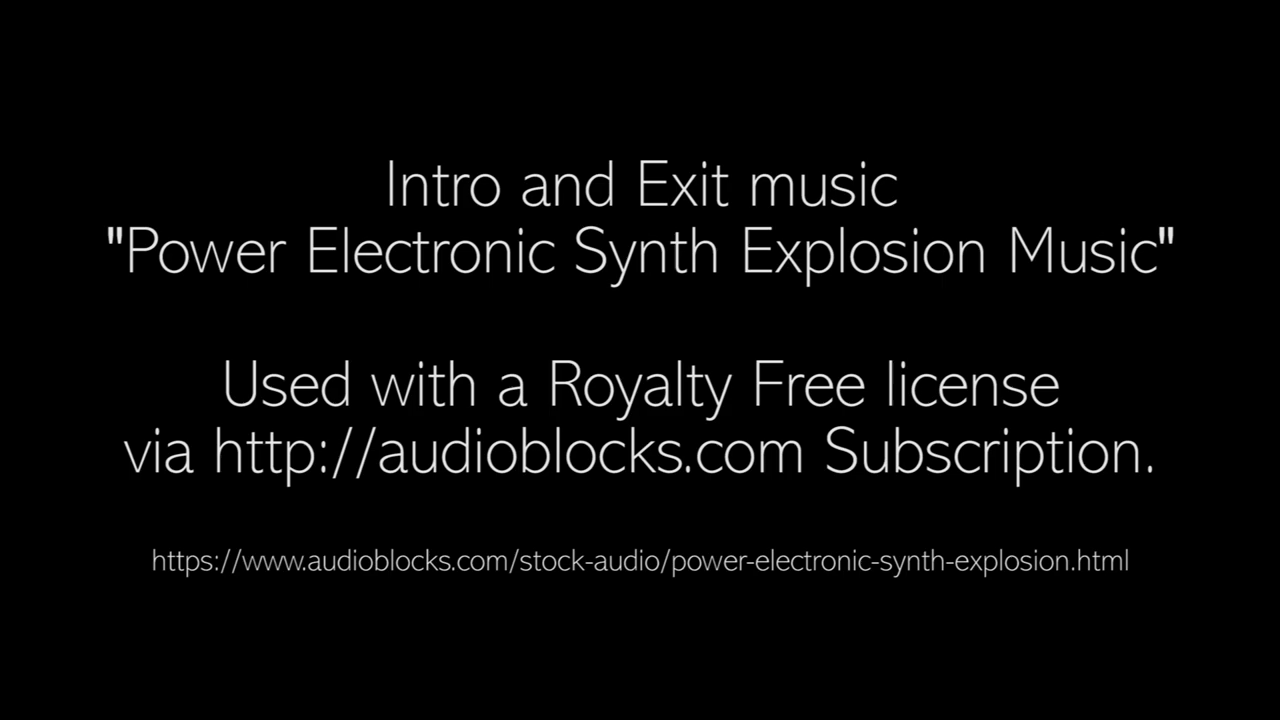 Intro and Exit music
"Power Electronic Synth Explosion Music"
Used with a Royalty Free license
via http://audioblocks.com Subscription.
https://www.audioblocks.com/stock-audio/power-electronic-synth-explosion.html